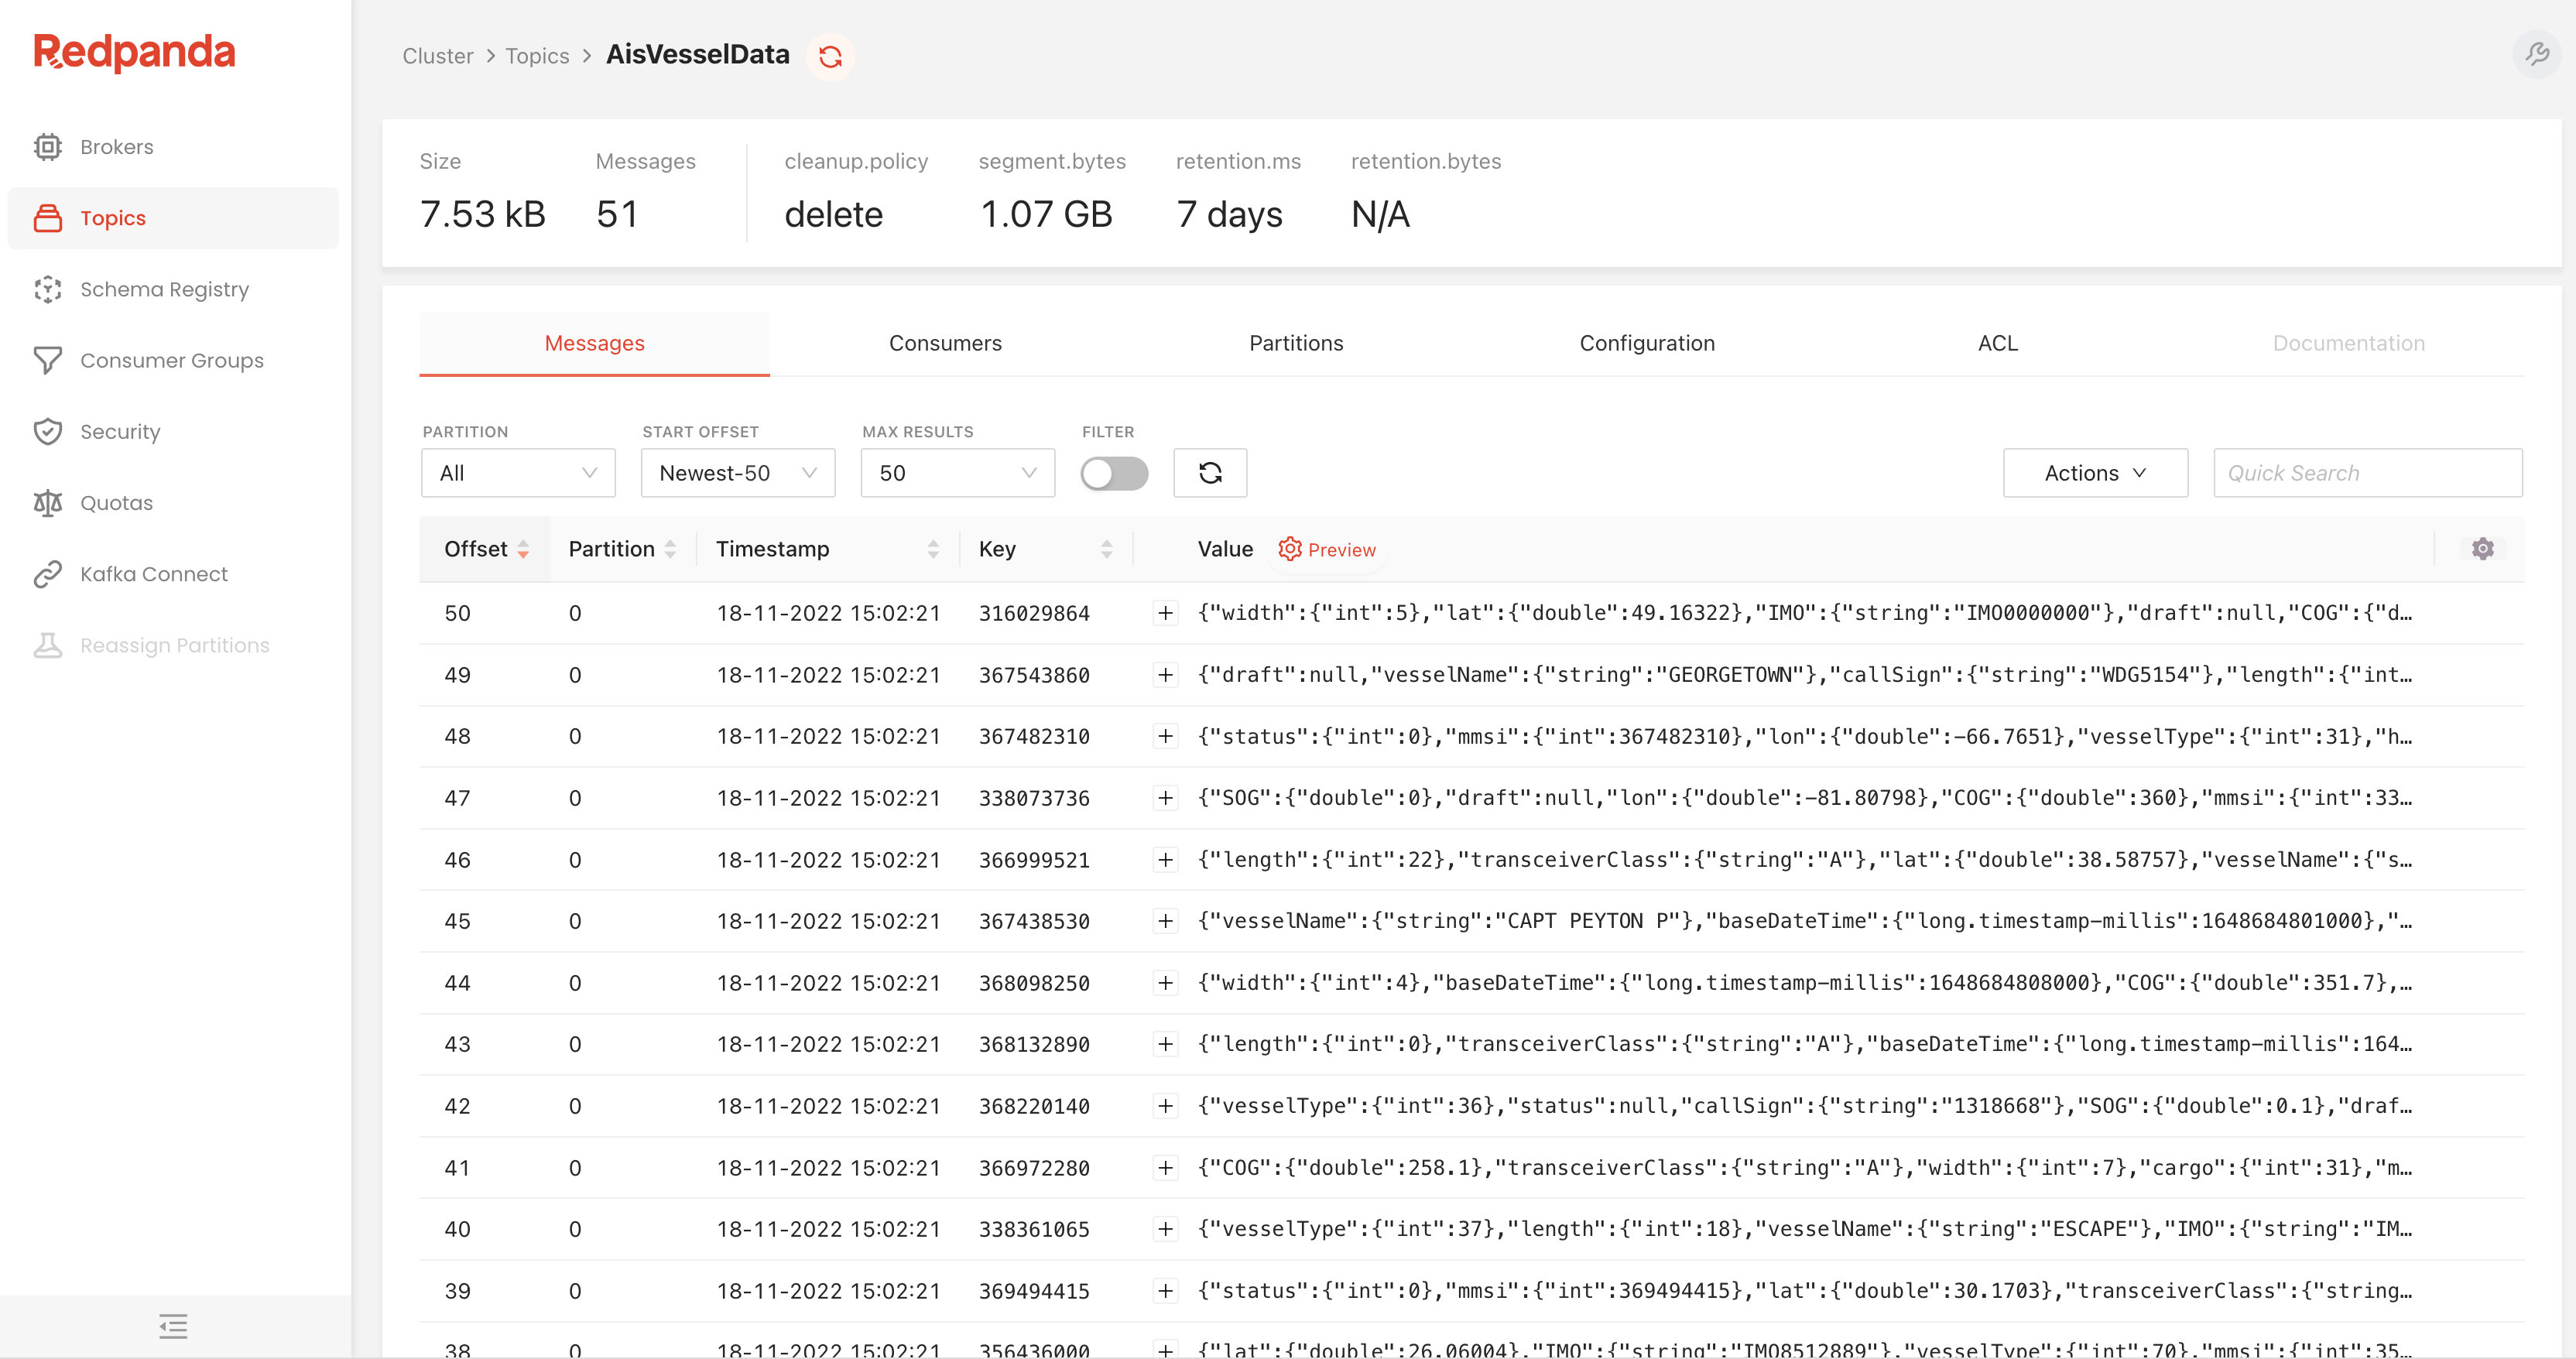 Redpanda
Cluster > Topics > AisVesselData
Brokers
Topics
Schema Registry
Consumer Groups
Security
Quotas
Kafka Connect
Reassign Partitions
Size Messages cleanup.policy segment.bytes retention.ms retention.bytes
7.53 kB 51 delete 1.07 GB 7 days N/A
Messages Consumers Partitions Configuration ACL Documentation
PARTITION START OFFSET MAX RESULTS FILTER
All Newest-50 50 Actions Quick Search
Offset Partition Timestamp Key Value Preview
50 0 18-11-2022 15:02:21 316029864 + {"width":{"int":5},"lat":{"double":49.16322},"IMO":{"string":"IMO0000000"},"draft":null,"COG":{"d…
49 0 18-11-2022 15:02:21 367543860 + {"draft":null,"vesselName":{"string":"GEORGETOWN"},"callSign":{"string":"WDG5154"},"length":{"int…
48 0 18-11-2022 15:02:21 367482310 + {"status":{"int":0},"mmsi":{"int":367482310},"lon":{"double":-66.7651},"vesselType":{"int":31},"h…
47 0 18-11-2022 15:02:21 338073736 + {"SOG":{"double":0},"draft":null,"lon":{"double":-81.80798},"COG":{"double":360},"mmsi":{"int":33…
46 0 18-11-2022 15:02:21 366999521 + {"length":{"int":22},"transceiverClass":{"string":"A"},"lat":{"double":38.58757},"vesselName":{"s…
45 0 18-11-2022 15:02:21 367438530 + {"vesselName":{"string":"CAPT PEYTON P"},"baseDateTime":{"long.timestamp-millis":1648684801000},"…
44 0 18-11-2022 15:02:21 368098250 + {"width":{"int":4},"baseDateTime":{"long.timestamp-millis":1648684808000},"COG":{"double":351.7},…
43 0 18-11-2022 15:02:21 368132890 + {"length":{"int":0},"transceiverClass":{"string":"A"},"baseDateTime":{"long.timestamp-millis":164…
42 0 18-11-2022 15:02:21 368220140 + {"vesselType":{"int":36},"status":null,"callSign":{"string":"1318668"},"SOG":{"double":0.1},"draf…
41 0 18-11-2022 15:02:21 366972280 + {"COG":{"double":258.1},"transceiverClass":{"string":"A"},"width":{"int":7},"cargo":{"int":31},"m…
40 0 18-11-2022 15:02:21 338361065 + {"vesselType":{"int":37},"length":{"int":18},"vesselName":{"string":"ESCAPE"},"IMO":{"string":"IM…
39 0 18-11-2022 15:02:21 369494415 + {"status":{"int":0},"mmsi":{"int":369494415},"lat":{"double":30.1703},"transceiverClass":{"string…
38 0 18-11-2022 15:02:21 356436000 + {"lat":{"double":26.06004},"IMO":{"string":"IMO8512889"},"vesselType":{"int":70},"mmsi":{"int":35…